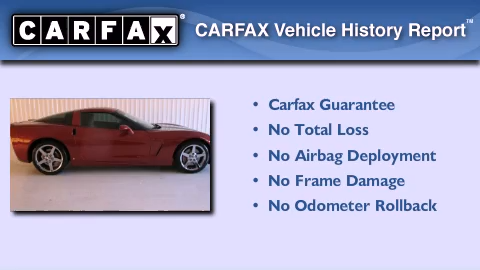 CARFAX® CARFAX Vehicle History Report™
• Carfax Guarantee
• No Total Loss
• No Airbag Deployment
• No Frame Damage
• No Odometer Rollback